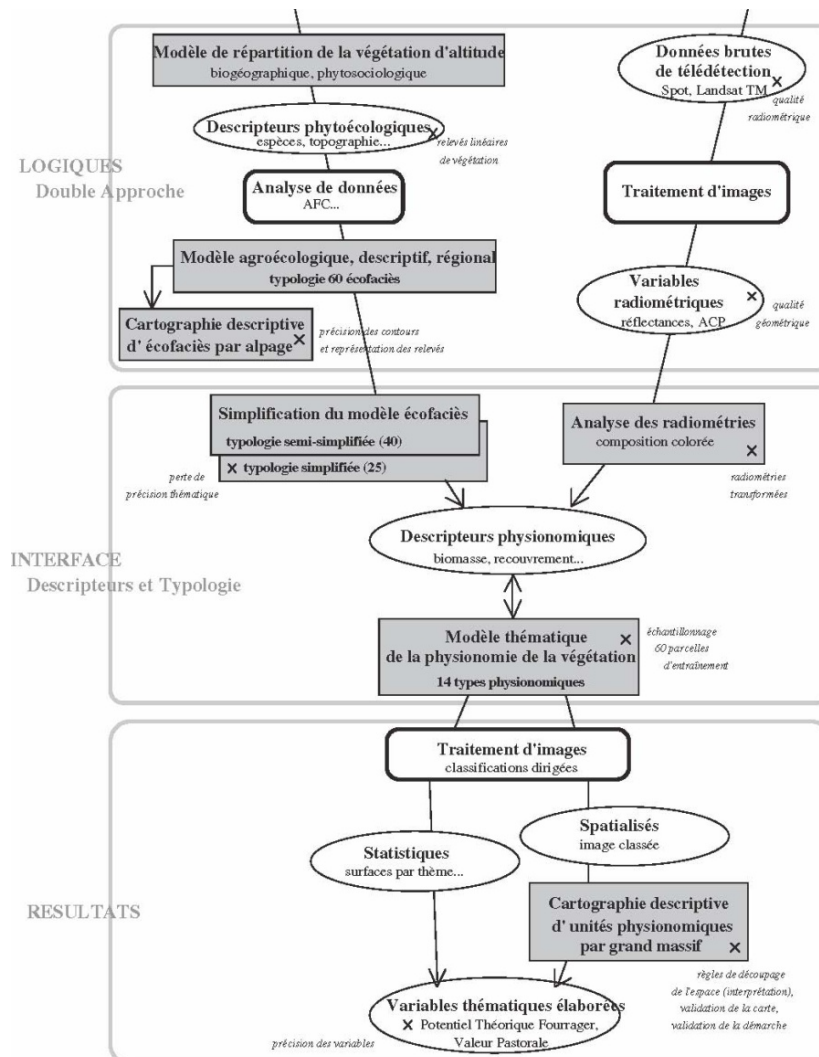 Modèle de répartition de la végétation d'altitude
biogéographique, phytosociologique
Données brutes
de télédétection
Spot, Landsat TM
qualité
radiométrique
Descripteurs phytoécologiques
espèces, topographie...
relevés linéaires
de végétation
LOGIQUES
Double Approche
Analyse de données
AFC...
Traitement d'images
Modèle agroécologique, descriptif, régional
typologie 60 écofaciès
Variables
radiométriques
réflectances, ACP
qualité
géométrique
Cartographie descriptive
d' écofaciès par alpage
précision des contours
et représentation des relevés
Simplification du modèle écofaciès
typologie semi-simplifiée (40)
typologie simplifiée (25)
perte de
précision thématique
Analyse des radiométries
composition colorée
radiométries
transformées
Descripteurs physionomiques
biomasse, recouvrement...
INTERFACE
Descripteurs et Typologie
Modèle thématique
de la physionomie de la végétation
14 types physionomiques
échantillonnage
60 parcelles
d'entraînement
Traitement d'images
classifications dirigées
Statistiques
surfaces par thème...
Spatialisés
image classée
RESULTATS
Cartographie descriptive
d' unités physionomiques
par grand massif
règles de découpage
de l'espace (interprétation),
validation de la carte,
validation de la démarche
Variables thématiques élaborées
Potentiel Théorique Fourrager,
Valeur Pastorale
précision des variables